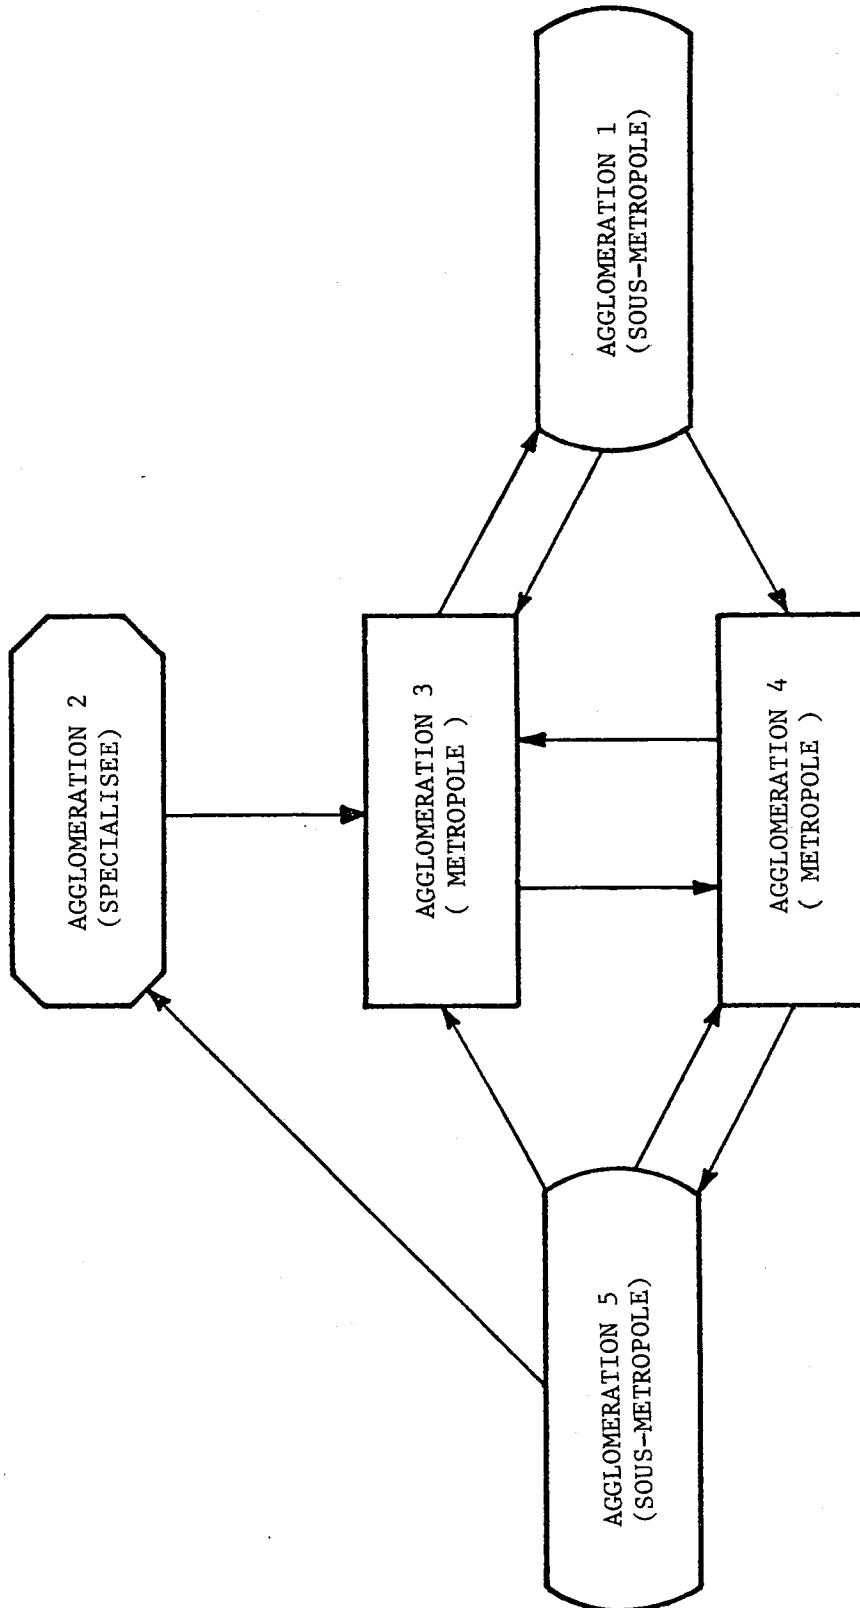 AGGLOMERATION 2
(SPECIALISEE)
AGGLOMERATION 5
(SOUS-METROPOLE)
AGGLOMERATION 3
( METROPOLE )
AGGLOMERATION 1
(SOUS-METROPOLE)
AGGLOMERATION 4
( METROPOLE )